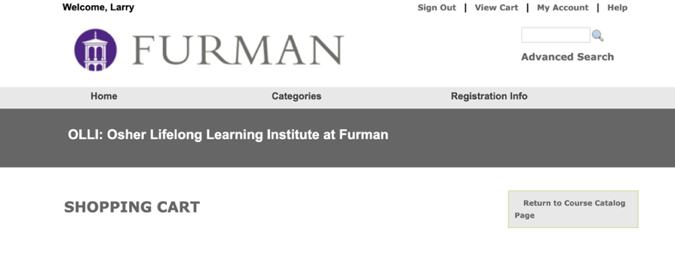 Welcome, Larry
Sign Out | View Cart | My Account | Help
FURMAN
Advanced Search
Home Categories Registration Info
OLLI: Osher Lifelong Learning Institute at Furman
SHOPPING CART
Return to Course Catalog
Page